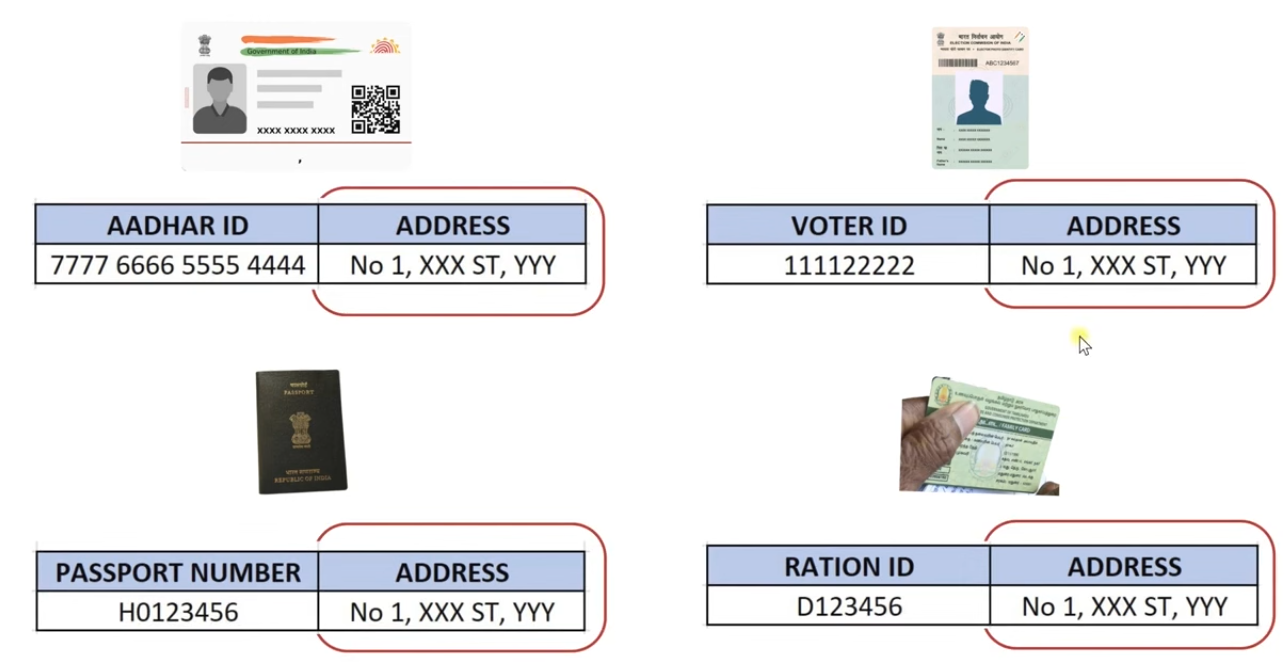 Government of India
XXXX XXXX XXXX
,
AADHAR ID ADDRESS
7777 6666 5555 4444 No 1, XXX ST, YYY
भारत निर्वाचन आयोग
ELECTION COMMISSION OF INDIA
ABC1234567
VOTER ID ADDRESS
111122222 No 1, XXX ST, YYY
PASSPORT
REPUBLIC OF INDIA
PASSPORT NUMBER ADDRESS
H0123456 No 1, XXX ST, YYY
/ FAMILY CARD
RATION ID ADDRESS
D123456 No 1, XXX ST, YYY